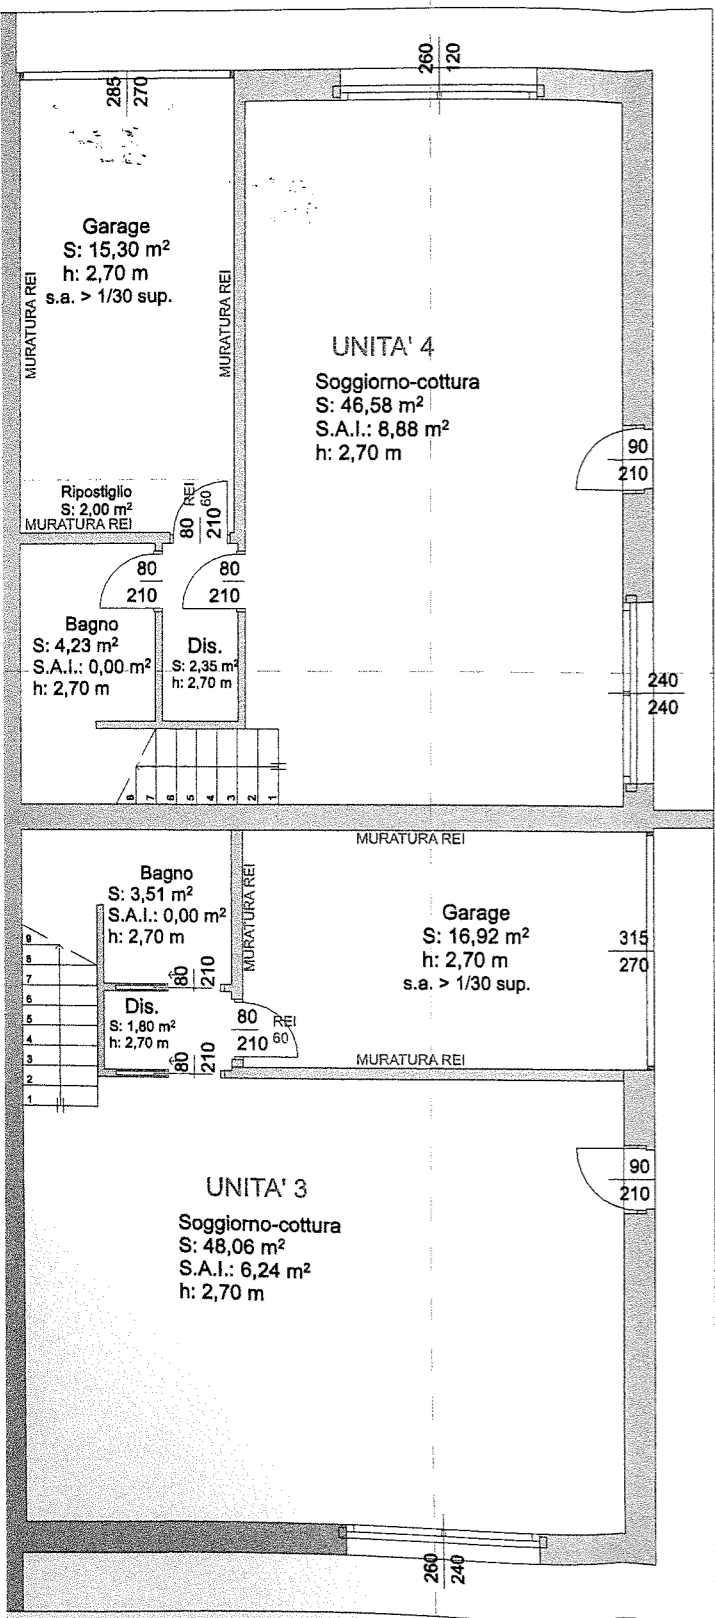 260
120
285
270
Garage
S: 15,30 m²
h: 2,70 m
s.a. > 1/30 sup.
MURATURA REI
MURATURA REI
UNITA' 4
Soggiorno-cottura
S: 46,58 m²
S.A.I.: 8,88 m²
h: 2,70 m
90
210
Ripostiglio
S: 2,00 m²
MURATURA REI
80
210
REI
60
80
210
80
210
Bagno
S: 4,23 m²
S.A.I.: 0,00 m²
h: 2,70 m
Dis.
S: 2,35 m²
h: 2,70 m
240
240
8
7
6
5
4
3
2
1
MURATURA REI
Bagno
S: 3,51 m²
S.A.I.: 0,00 m²
h: 2,70 m
MURATURA REI
Garage
S: 16,92 m²
h: 2,70 m
s.a. > 1/30 sup.
315
270
9
8
7
6
5
4
3
2
1
80
210
Dis.
S: 1,80 m²
h: 2,70 m
80
210
REI
60
80
210
MURATURA REI
90
210
UNITA' 3
Soggiorno-cottura
S: 48,06 m²
S.A.I.: 6,24 m²
h: 2,70 m
260
240